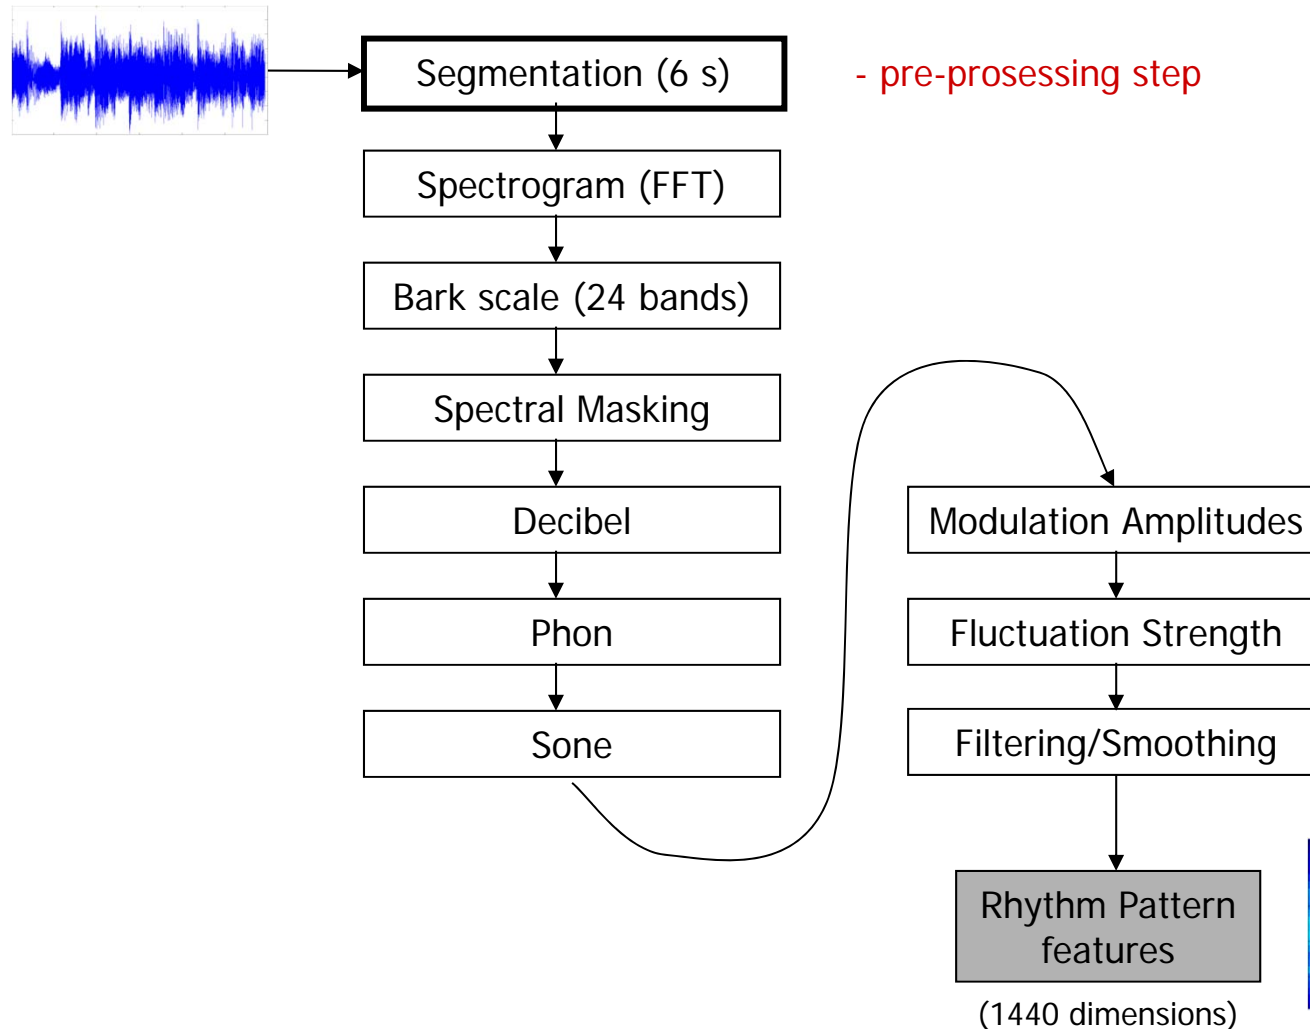 Segmentation (6 s)
- pre-prosessing step
Spectrogram (FFT)
Bark scale (24 bands)
Spectral Masking
Decibel
Phon
Sone
Modulation Amplitudes
Fluctuation Strength
Filtering/Smoothing
Rhythm Pattern
features
(1440 dimensions)